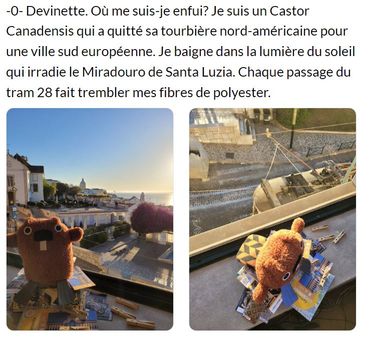 -0- Devinette. Où me suis-je enfui? Je suis un Castor
Canadensis qui a quitté sa tourbière nord-américaine pour
une ville sud européenne. Je baigne dans la lumière du soleil
qui irradie le Miradouro de Santa Luzia. Chaque passage du
tram 28 fait trembler mes fibres de polyester.